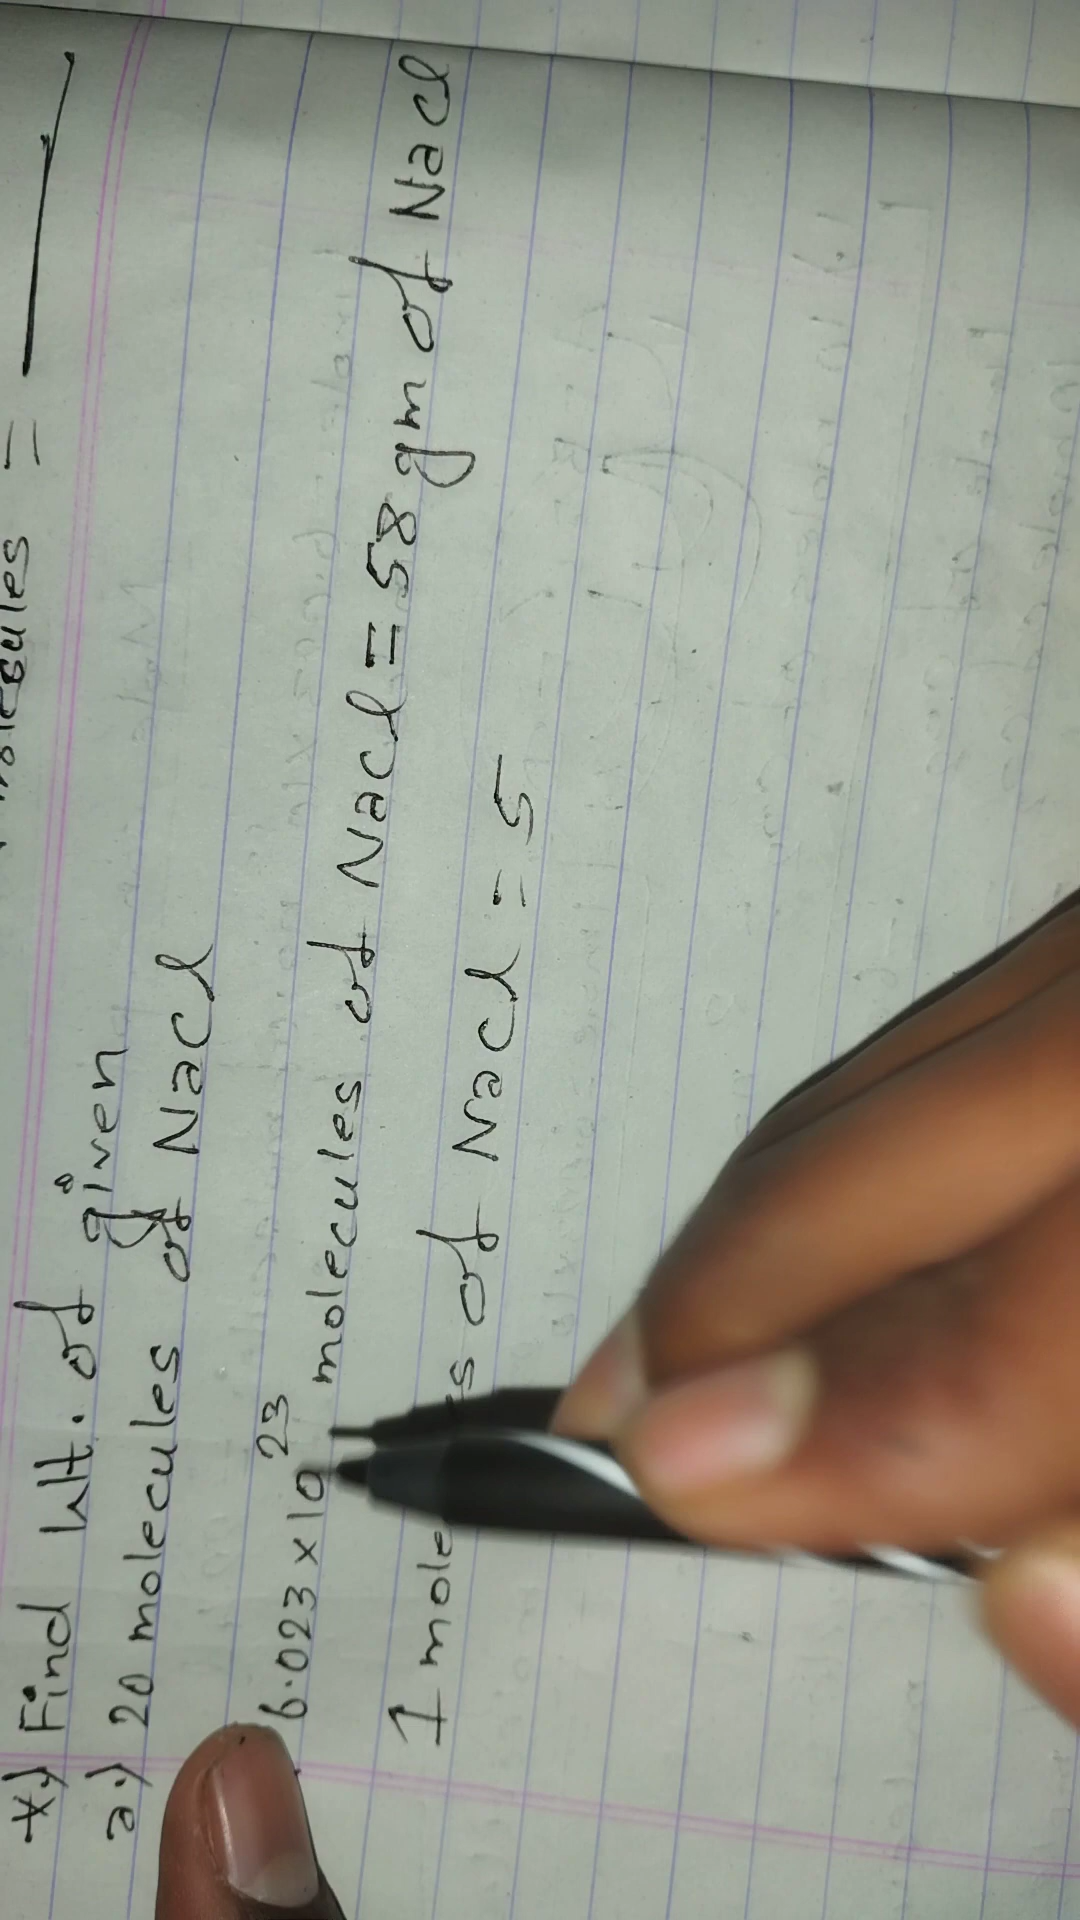 molecules =
*) Find wt. of given
a.) 20 molecules of NaCl
6.023 x 10^23 molecules of NaCl = 58 gm of NaCl
1 mole es of NaCl = 5